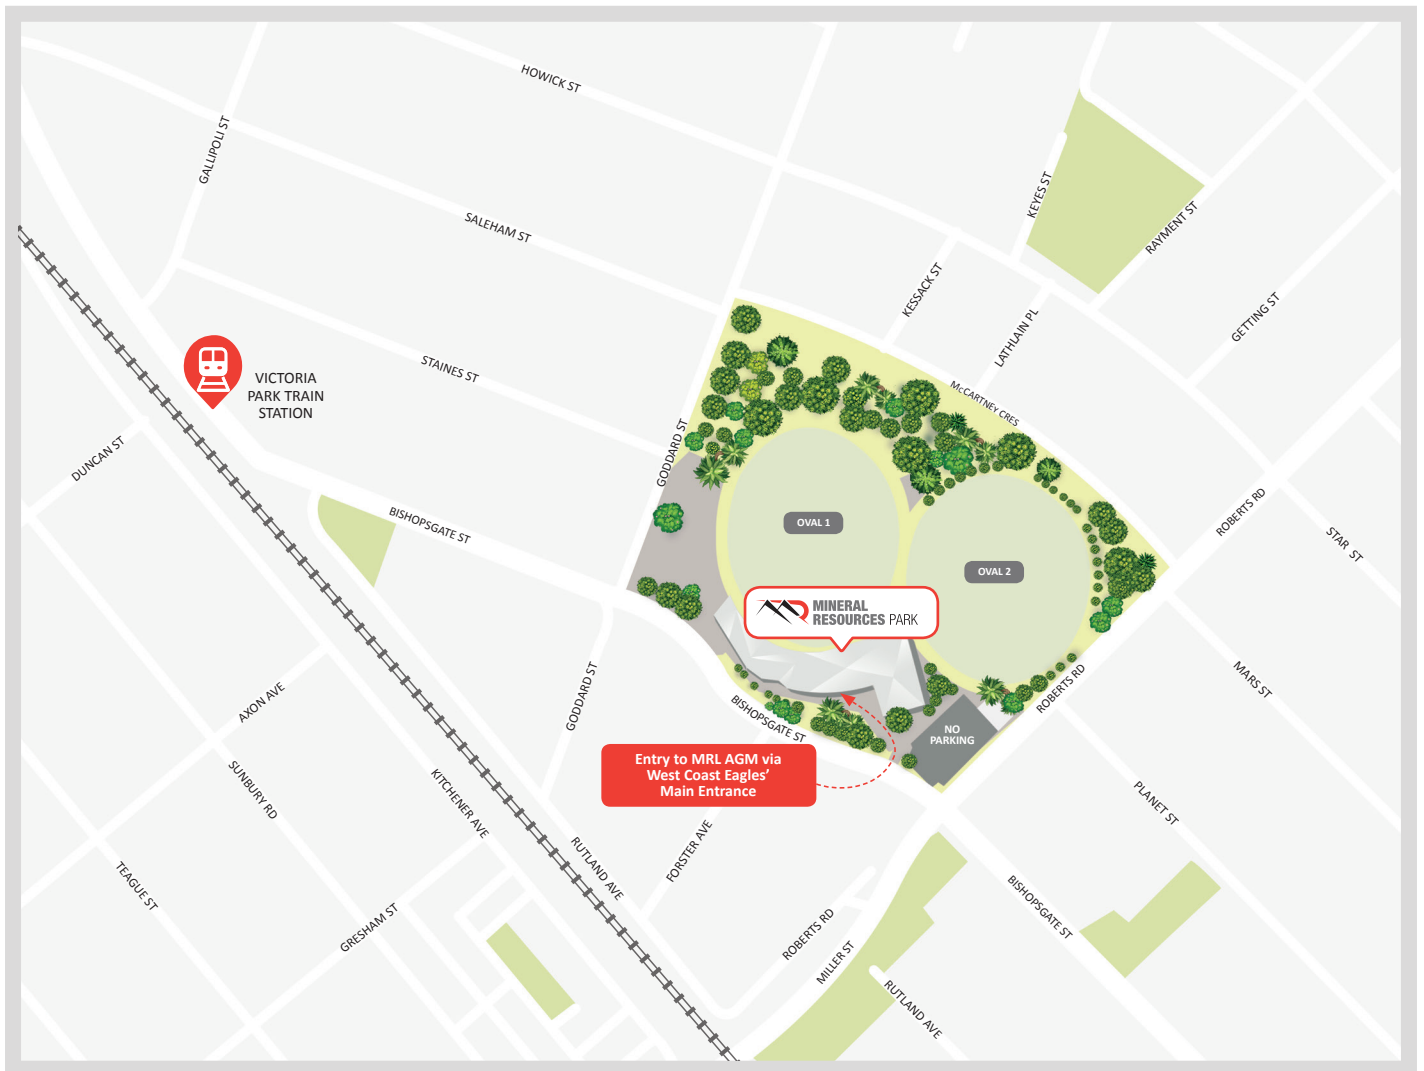 HOWICK ST
GALLIPOLI ST
KEYES ST
RAYMENT ST
SALEHAM ST
KESSACK ST
GETTING ST
LATHLAIN PL
STAINES ST
VICTORIA
PARK TRAIN
STATION
McCARTNEY CRES
DUNCAN ST
GODDARD ST
BISHOPSGATE ST
OVAL 1
ROBERTS RD
STAR ST
OVAL 2
MINERAL
RESOURCES PARK
MARS ST
ROBERTS RD
AXON AVE
GODDARD ST
BISHOPSGATE ST
NO
PARKING
Entry to MRL AGM via
West Coast Eagles'
Main Entrance
SUNBURY RD
KITCHENER AVE
PLANET ST
RUTLAND AVE
FORSTER AVE
TEAGUE ST
GRESHAM ST
BISHOPSGATE ST
ROBERTS RD
MILLER ST
RUTLAND AVE